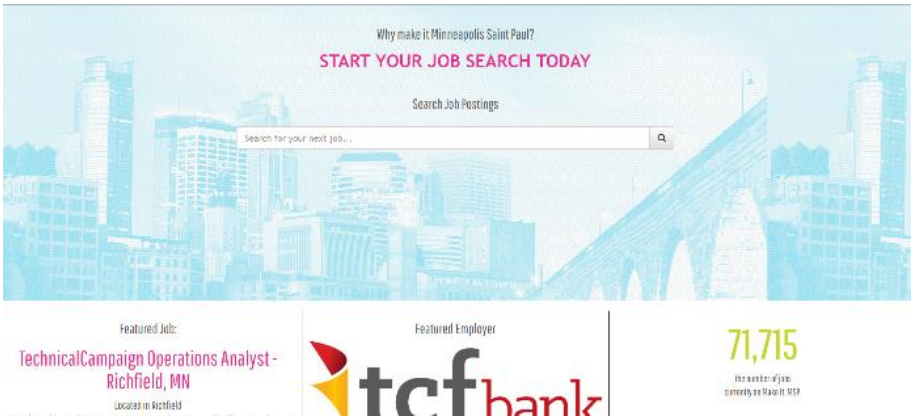 Why make it Minneapolis Saint Paul?
START YOUR JOB SEARCH TODAY
Search Job Postings
Search for your next job...
Featured Job:
TechnicalCampaign Operations Analyst -
Richfield, MN
Located in Richfield
Featured Employer
tcf bank
71,715
the number of jobs
currently on Make It. MSP.